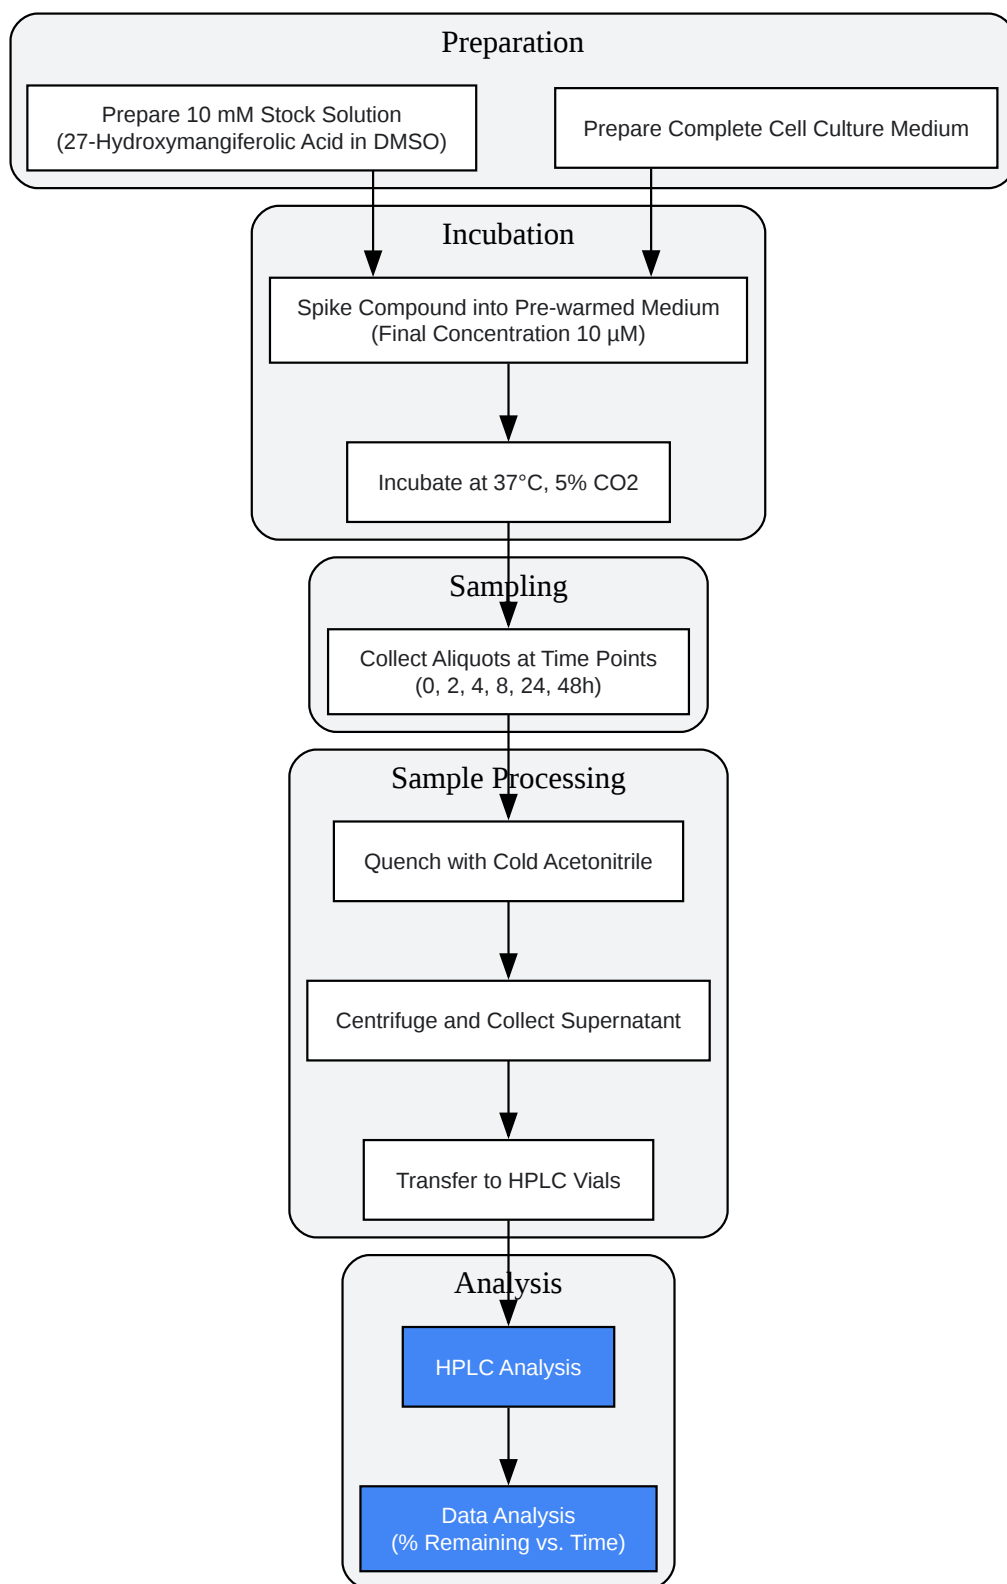 Preparation
Prepare 10 mM Stock Solution
(27-Hydroxymangiferolic Acid in DMSO)
Prepare Complete Cell Culture Medium
Incubation
Spike Compound into Pre-warmed Medium
(Final Concentration 10 µM)
Incubate at 37°C, 5% CO2
Sampling
Collect Aliquots at Time Points
(0, 2, 4, 8, 24, 48h)
Sample Processing
Quench with Cold Acetonitrile
Centrifuge and Collect Supernatant
Transfer to HPLC Vials
Analysis
HPLC Analysis
Data Analysis
(% Remaining vs. Time)